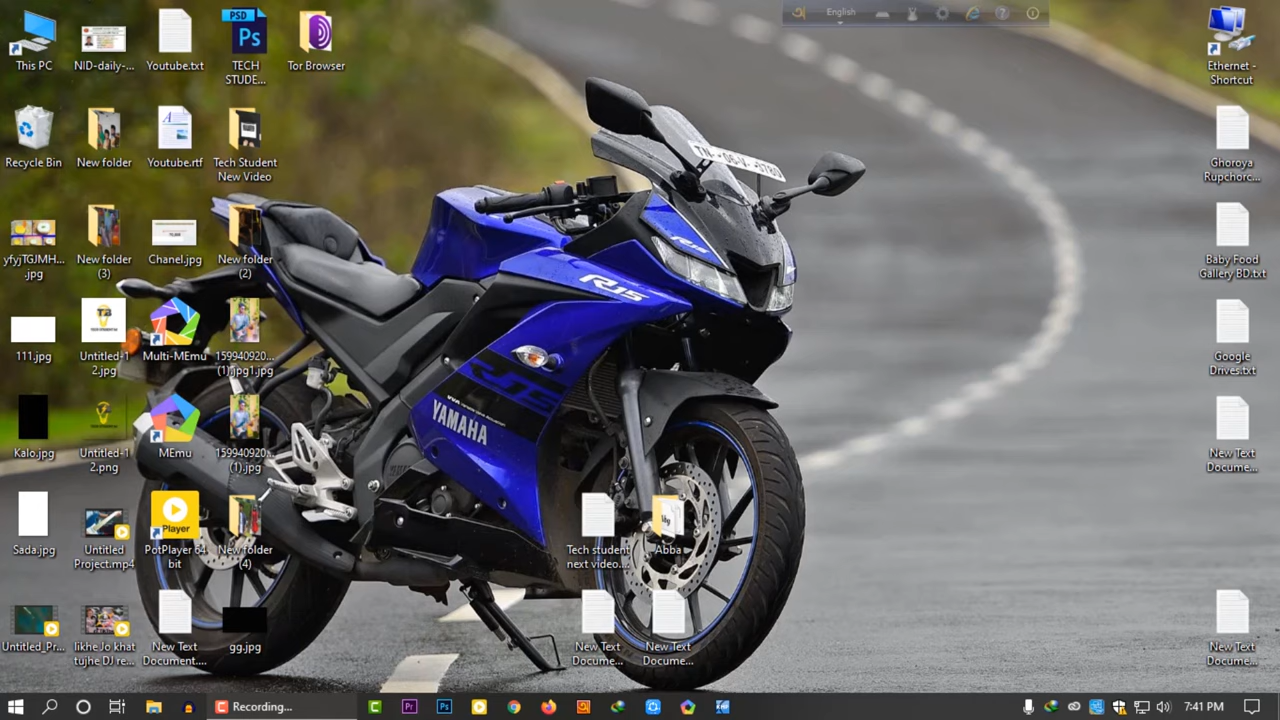 English
This PC
NID-daily-...
Youtube.txt
PSD
Ps
TECH
STUDE...
Tor Browser
Ethernet -
Shortcut
Recycle Bin
New folder
Youtube.rtf
Tech Student
New Video
Ghoroya
Rupchorc...
yfyjTGJMH...
.jpg
New folder
(3)
Chanel.jpg
New folder
(2)
Baby Food
Gallery BD.txt
111.jpg
Untitled-1
2.jpg
Multi-MEmu
159940920...
(1).jpg1.jpg
Google
Drives.txt
Kalo.jpg
Untitled-1
2.png
MEmu
159940920...
(1).jpg
New Text
Docume...
Sada.jpg
Untitled
Project.mp4
Player
PotPlayer 64
bit
New folder
(4)
Tech student
next video....
Abba
Untitled_Pr...
likhe Jo khat
tujhe DJ re...
New Text
Document....
gg.jpg
New Text
Docume...
New Text
Docume...
New Text
Docume...
R15
R15
R15
YAMAHA
Recording...
Pr
Ps
7:41 PM